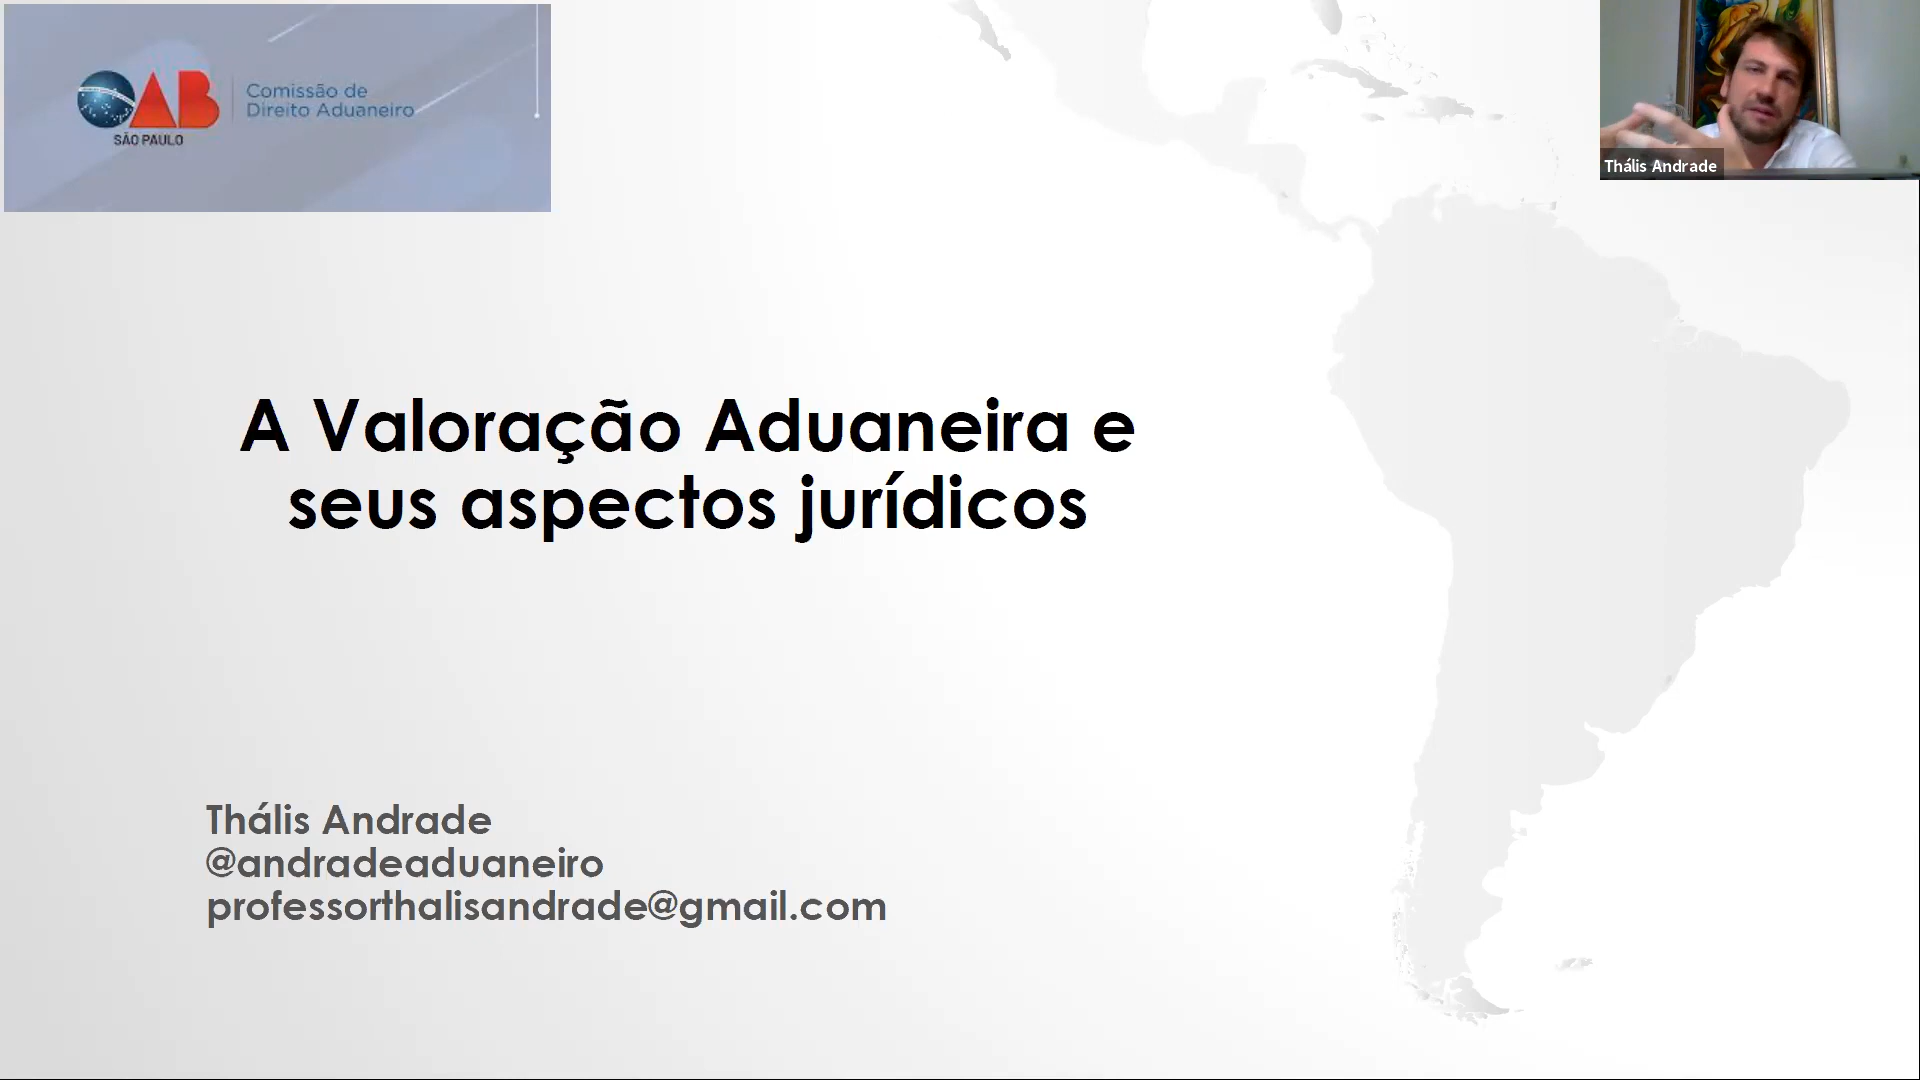 OAB
SÃO PAULO
Comissão de
Direito Aduaneiro
Thális Andrade
A Valoração Aduaneira e
seus aspectos jurídicos
Thális Andrade
@andradeaduaneiro
professorthalisandrade@gmail.com